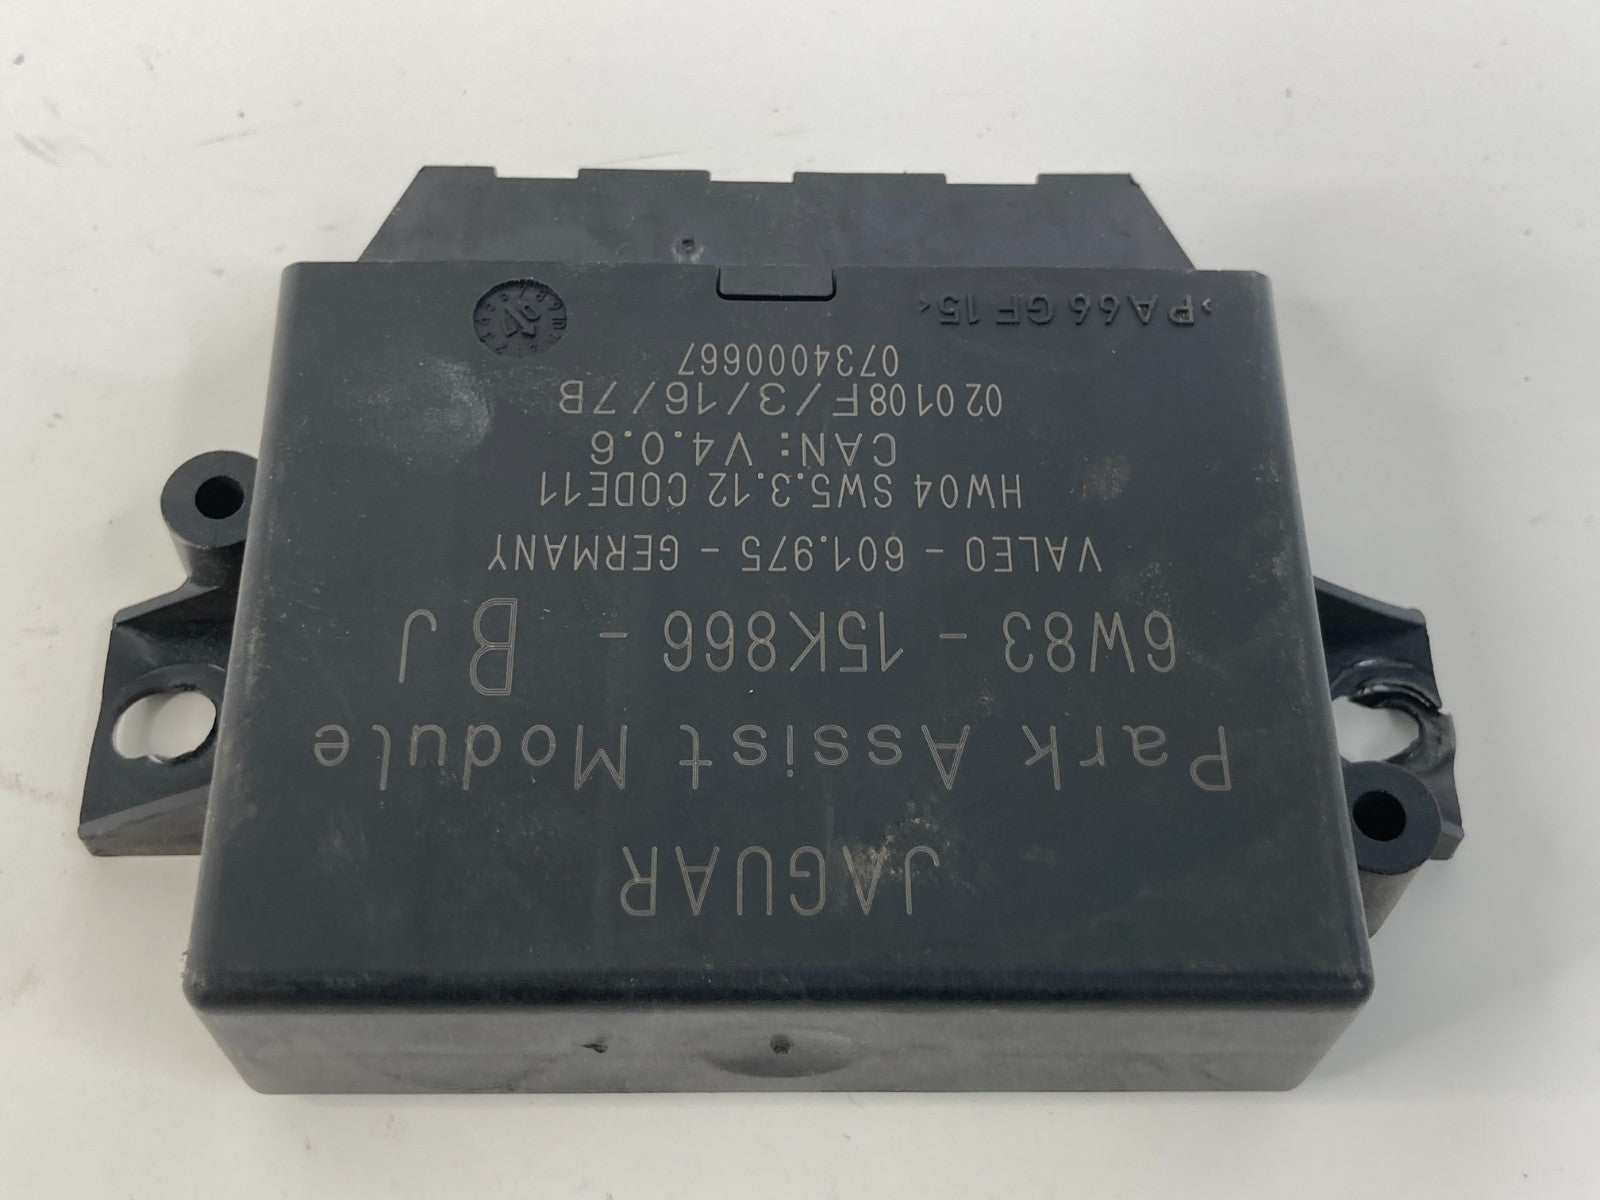 JAGUAR
Park Assist Module
6W83 - 15K866 - BJ
VALEO - 601.975 - GERMANY
HW04 SW5.3.12 CODE11
CAN: V4.0.6
020108F/3/16/7B
0734000667
>PA66GF15<
07